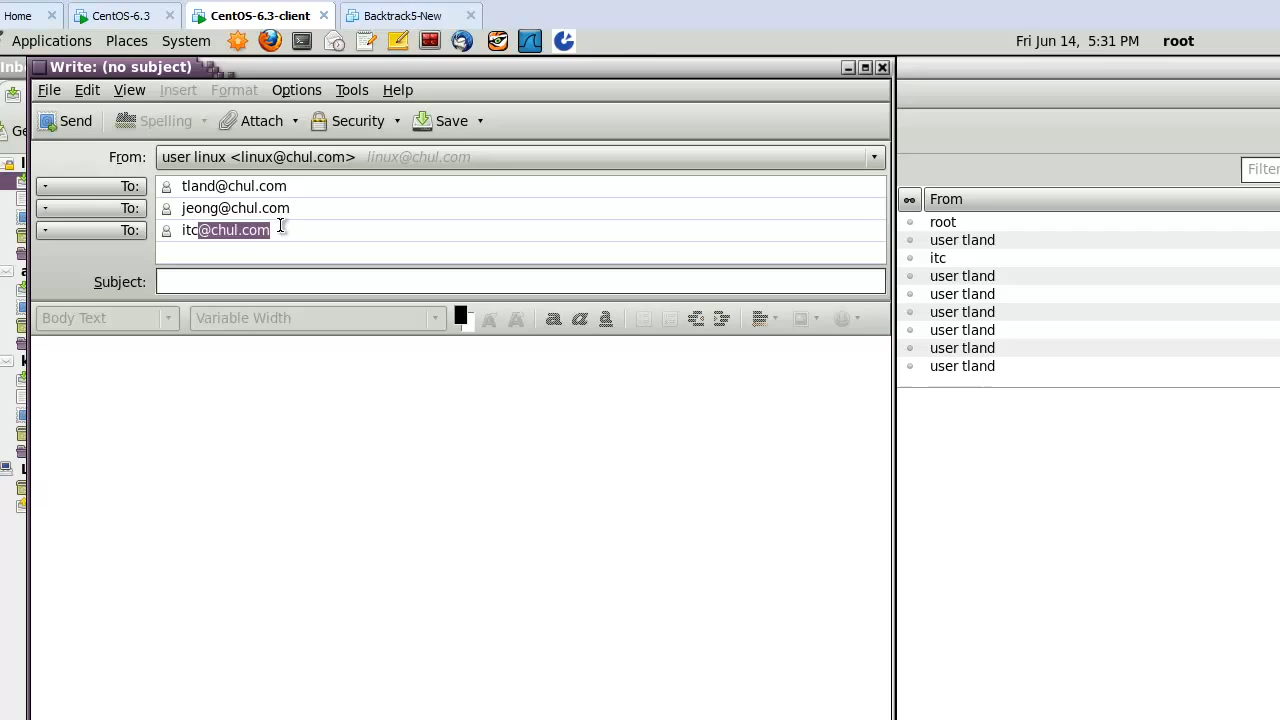 Home
CentOS-6.3
CentOS-6.3-client
Backtrack5-New
Applications Places System
Fri Jun 14, 5:31 PM root
Inb
Write: (no subject)
File Edit View Insert Format Options Tools Help
Send Spelling Attach Security Save
Ge
From: user linux <linux@chul.com> linux@chul.com
Filter
To: tland@chul.com
To: jeong@chul.com
To: itc@chul.com
Subject:
Body Text Variable Width
From
root
user tland
itc
user tland
user tland
user tland
user tland
user tland
user tland